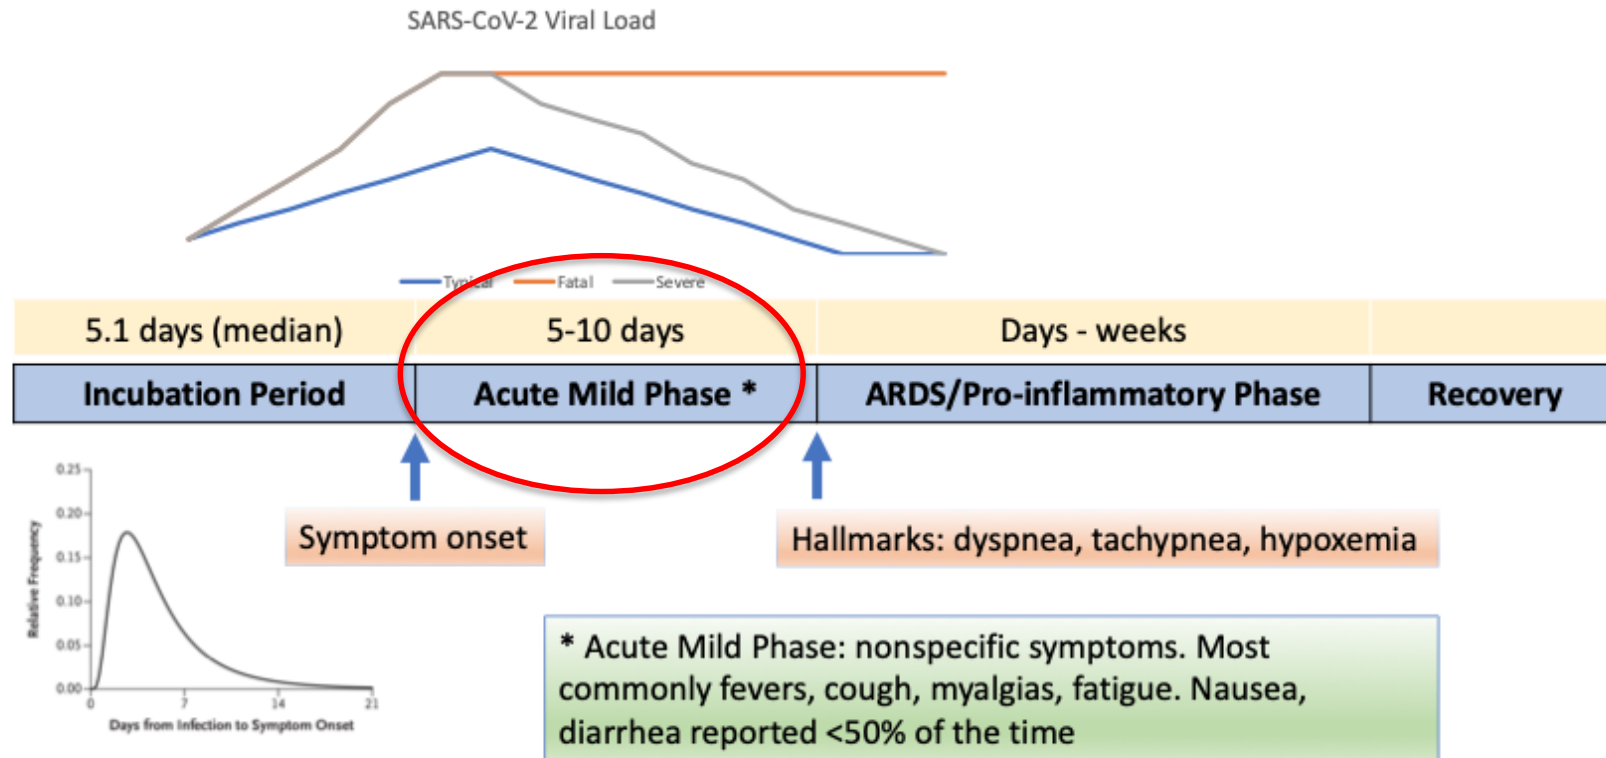 SARS-CoV-2 Viral Load
Typical Fatal Severe
5.1 days (median) 5-10 days Days - weeks
Incubation Period Acute Mild Phase * ARDS/Pro-inflammatory Phase Recovery
Symptom onset
Hallmarks: dyspnea, tachypnea, hypoxemia
0.25
0.20
0.15
0.10
0.05
0.00
Relative Frequency
0 7 14 21
Days from Infection to Symptom Onset
* Acute Mild Phase: nonspecific symptoms. Most
commonly fevers, cough, myalgias, fatigue. Nausea,
diarrhea reported <50% of the time